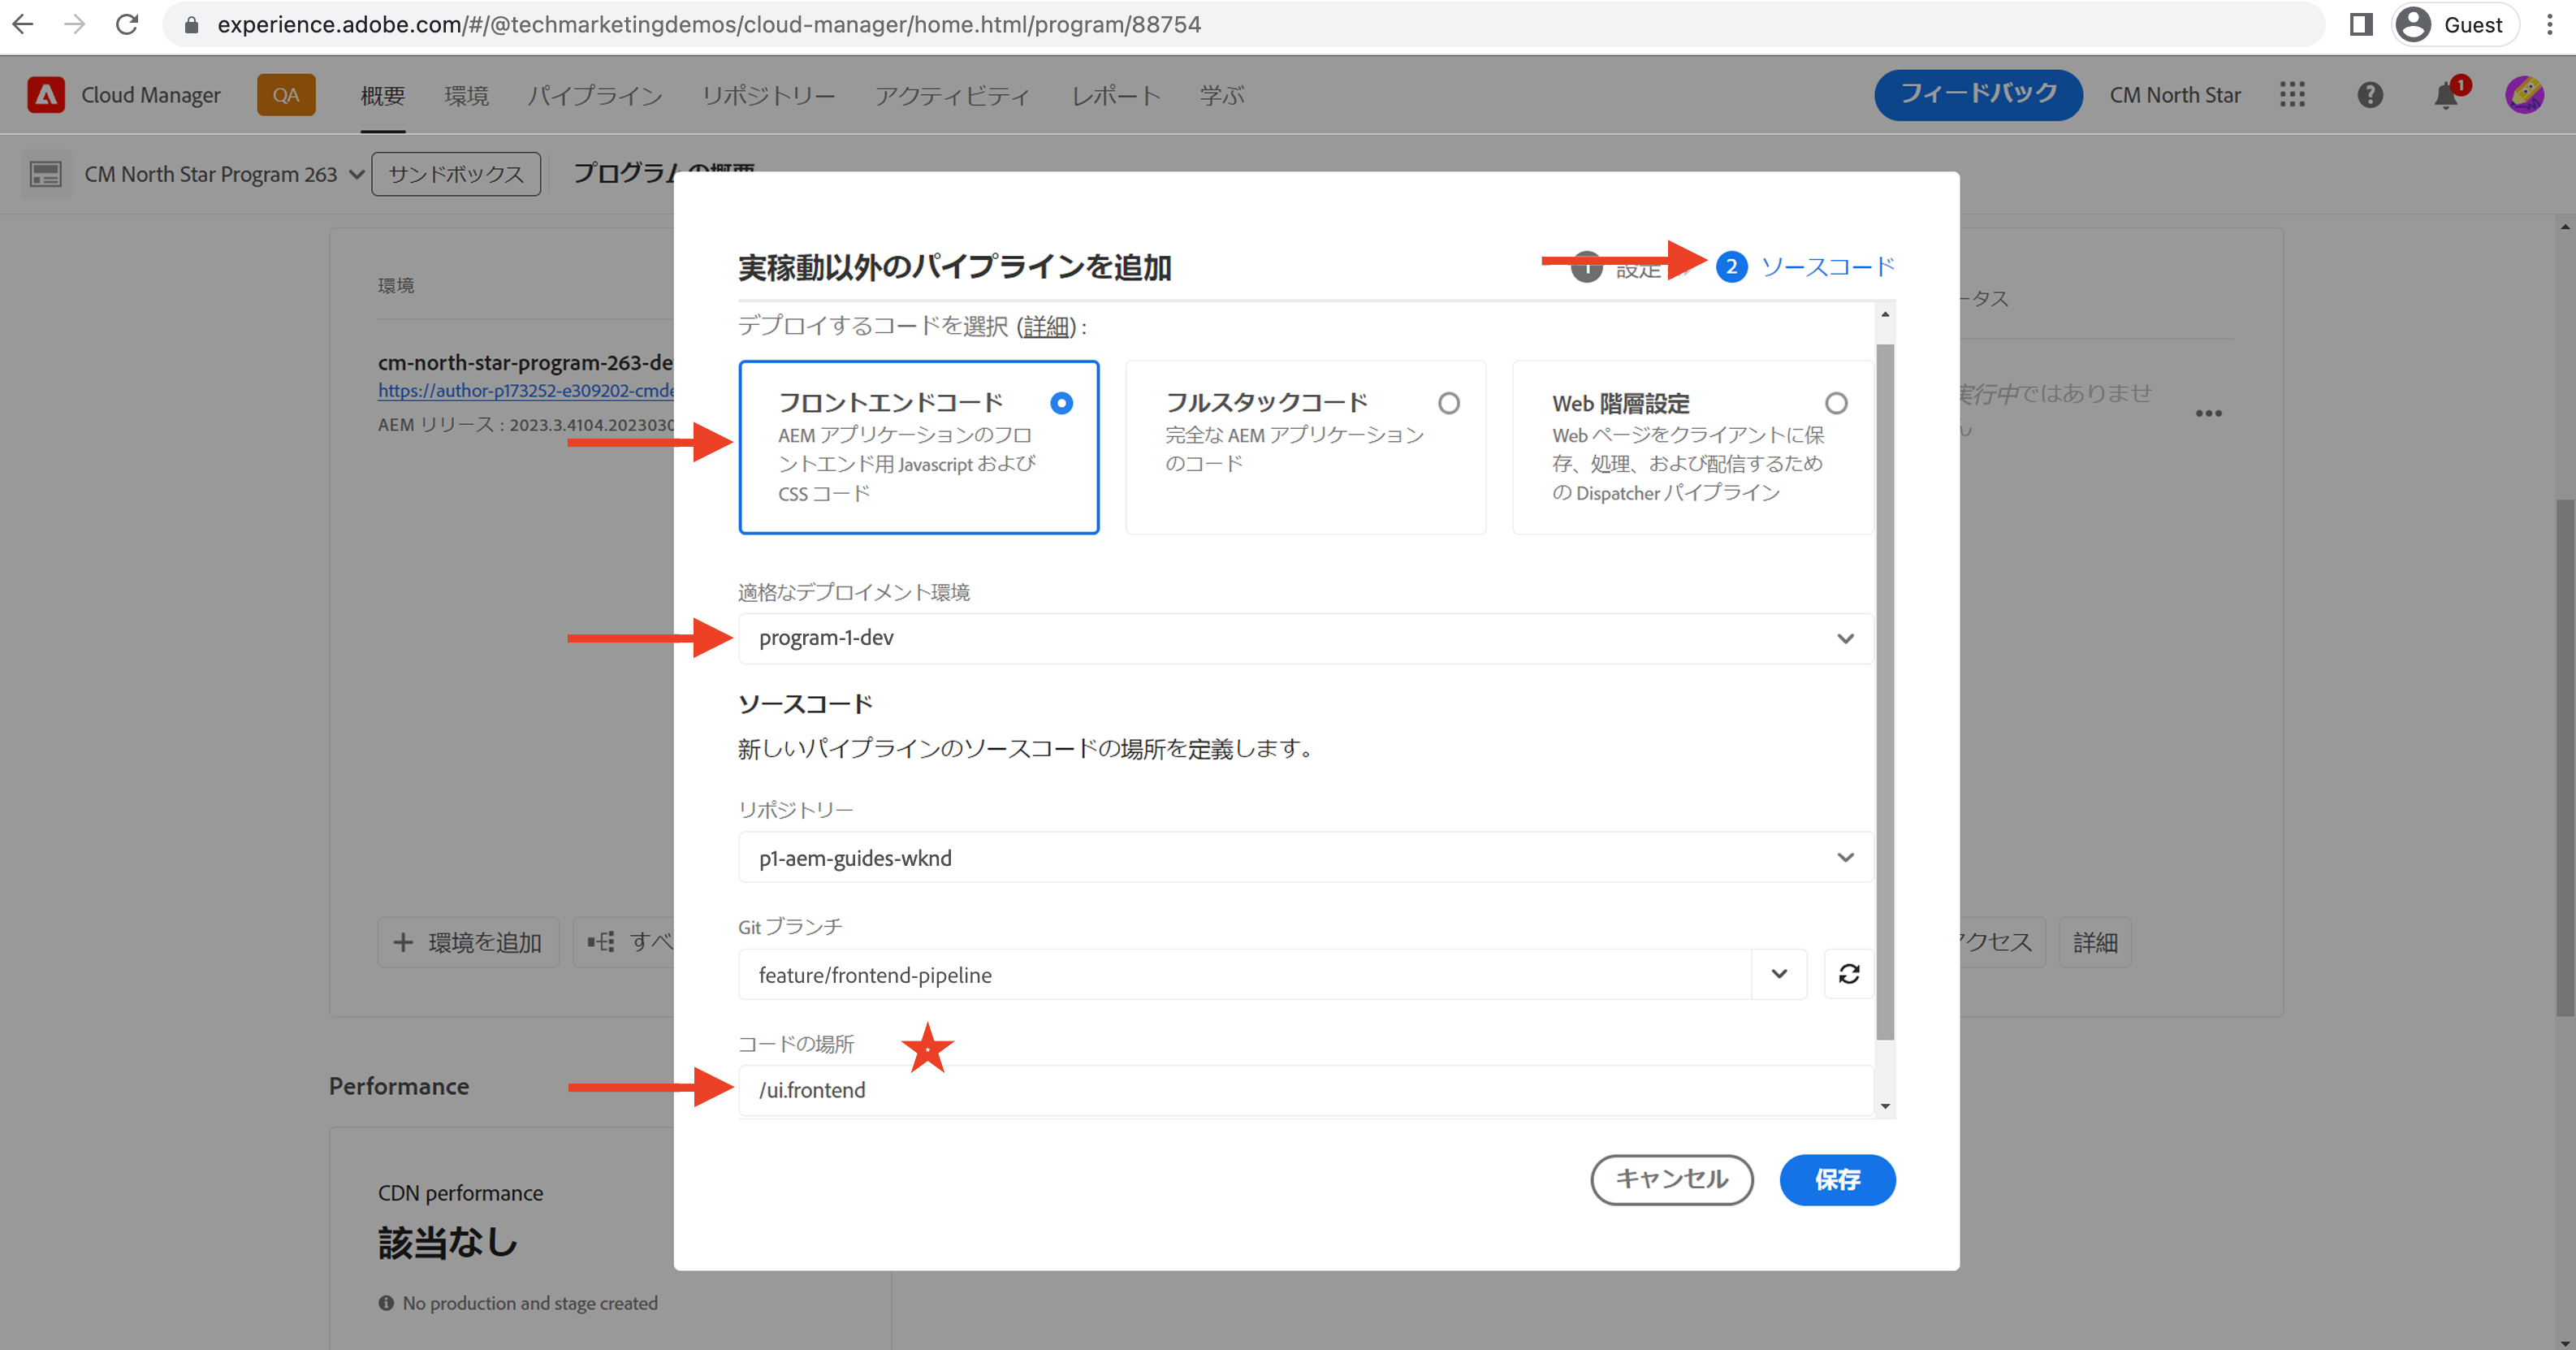 experience.adobe.com/#/@techmarketingdemos/cloud-manager/home.html/program/88754
Guest
Cloud Manager
QA
概要
環境
パイプライン
リポジトリー
アクティビティ
レポート
学ぶ
フィードバック
CM North Star
1
CM North Star Program 263
サンドボックス
プログラムの概要
実稼動以外のパイプラインを追加
設定
2 ソースコード
デプロイするコードを選択 (詳細) :
フロントエンドコード
AEM アプリケーションのフロ
ントエンド用 Javascript および
CSS コード
フルスタックコード
完全な AEM アプリケーション
のコード
Web 階層設定
Web ページをクライアントに保
存、処理、および配信するため
の Dispatcher パイプライン
適格なデプロイメント環境
program-1-dev
ソースコード
新しいパイプラインのソースコードの場所を定義します。
リポジトリー
p1-aem-guides-wknd
Git ブランチ
feature/frontend-pipeline
コードの場所
/ui.frontend
キャンセル
保存
環境
cm-north-star-program-263-de
https://author-p173252-e309202-cmde
AEM リリース : 2023.3.4104.2023030
環境を追加
すべ
ータス
実行中ではありませ
ん
アクセス
詳細
Performance
CDN performance
該当なし
No production and stage created